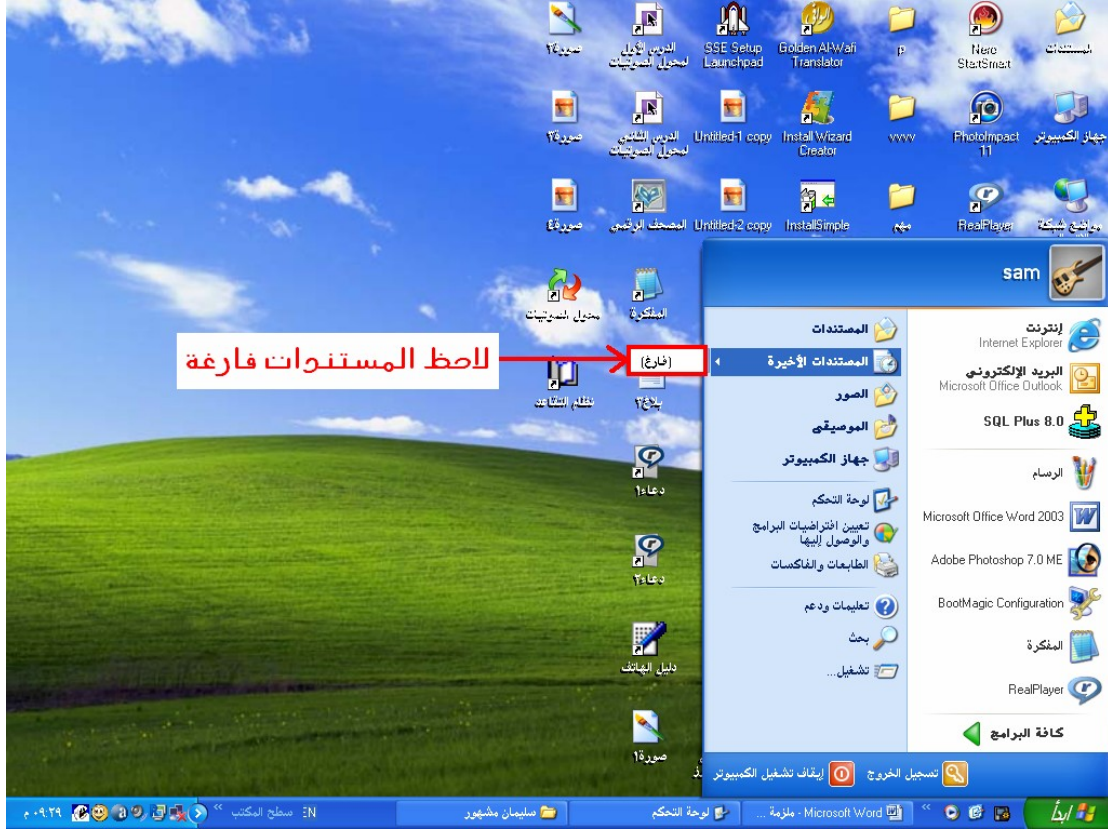 المستندات
Nero
StartSmart
p
Golden Al-Wafi
Translator
SSE Setup
Launchpad
الدرس الأول
لمحول الصوتيات
صورة٢
جهاز الكمبيوتر
PhotoImpact
11
vvvv
Install Wizard
Creator
Untitled-1 copy
الدرس الثاني
لمحول الصوتيات
صورة٣
مواضع شبكة
RealPlayer
مهم
InstallSimple
Untitled-2 copy
المصحف الرقمي
صورة٤
المفكرة
محول الصوتيات
(فارغ)
لاحظ المستندات فارغة
بلاغ٢
نظام التقاعد
دعاء١
دعاء٢
دليل الهاتف
صورة١
sam
إنترنت
Internet Explorer
البريد الإلكتروني
Microsoft Office Outlook
SQL Plus 8.0
الرسام
Microsoft Office Word 2003
Adobe Photoshop 7.0 ME
BootMagic Configuration
المفكرة
RealPlayer
كافة البرامج
المستندات
المستندات الأخيرة
الصور
الموسيقى
جهاز الكمبيوتر
لوحة التحكم
تعيين افتراضيات البرامج
والوصول إليها
الطابعات والفاكسات
تعليمات ودعم
بحث
تشغيل...
تسجيل الخروج
إيقاف تشغيل الكمبيوتر
ابدأ
ملزمة - Microsoft Word ...
لوحة التحكم
سليمان مشهور
سطح المكتب
٠٩:٢٩ م